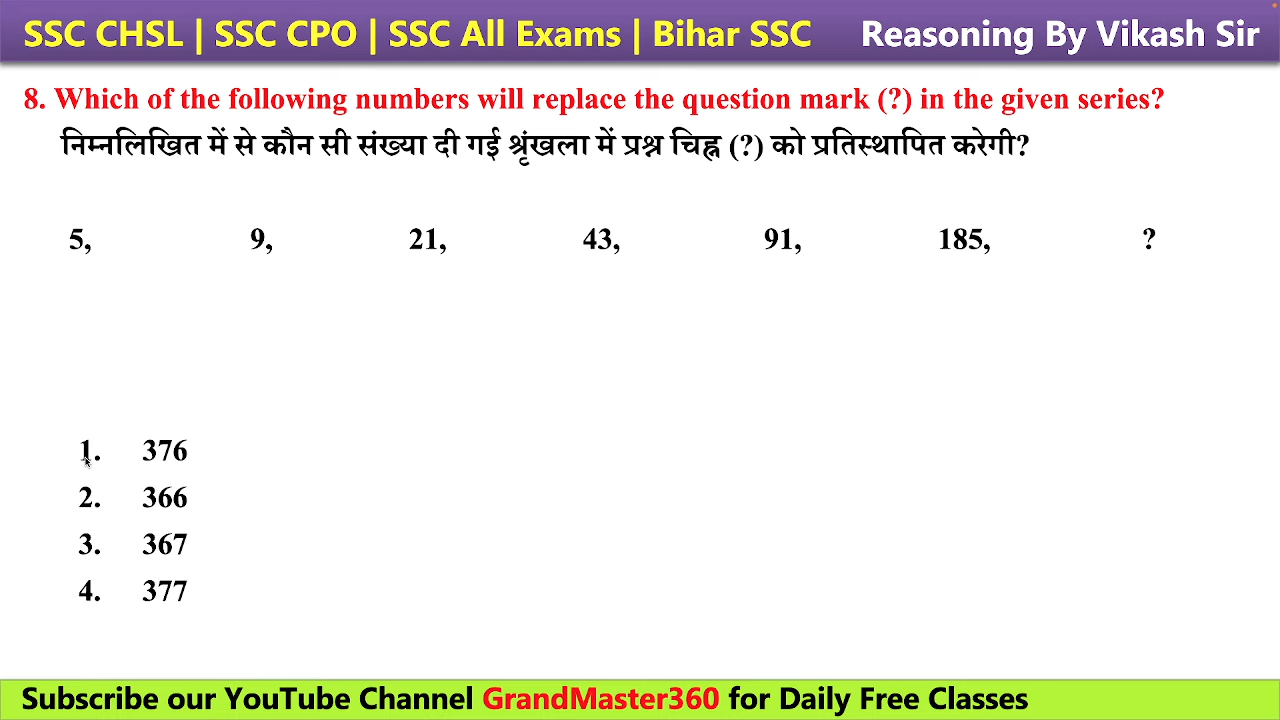 SSC CHSL | SSC CPO | SSC All Exams | Bihar SSC Reasoning By Vikash Sir
8. Which of the following numbers will replace the question mark (?) in the given series?
निम्नलिखित में से कौन सी संख्या दी गई श्रृंखला में प्रश्न चिह्न (?) को प्रतिस्थापित करेगी?
5, 9, 21, 43, 91, 185, ?
1. 376
2. 366
3. 367
4. 377
Subscribe our YouTube Channel GrandMaster360 for Daily Free Classes